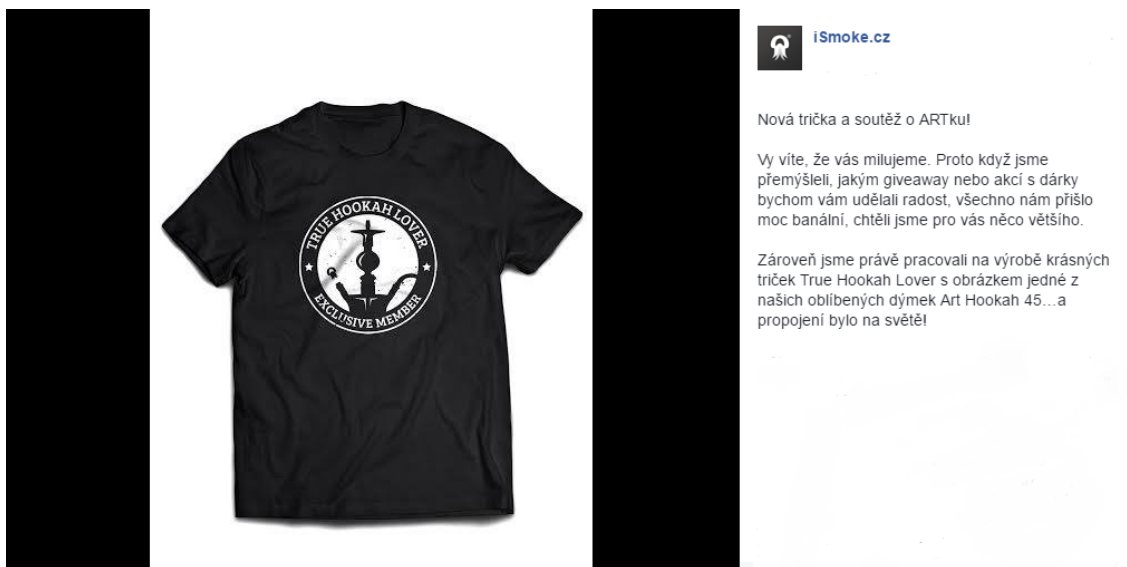 TRUE HOOKAH LOVER
EXCLUSIVE MEMBER
iSmoke.cz
Nová trička a soutěž o ARTku!
Vy víte, že vás milujeme. Proto když jsme
přemýšleli, jakým giveaway nebo akcí s dárky
bychom vám udělali radost, všechno nám přišlo
moc banální, chtěli jsme pro vás něco většího.
Zároveň jsme právě pracovali na výrobě krásných
triček True Hookah Lover s obrázkem jedné z
našich oblíbených dýmek Art Hookah 45...a
propojení bylo na světě!